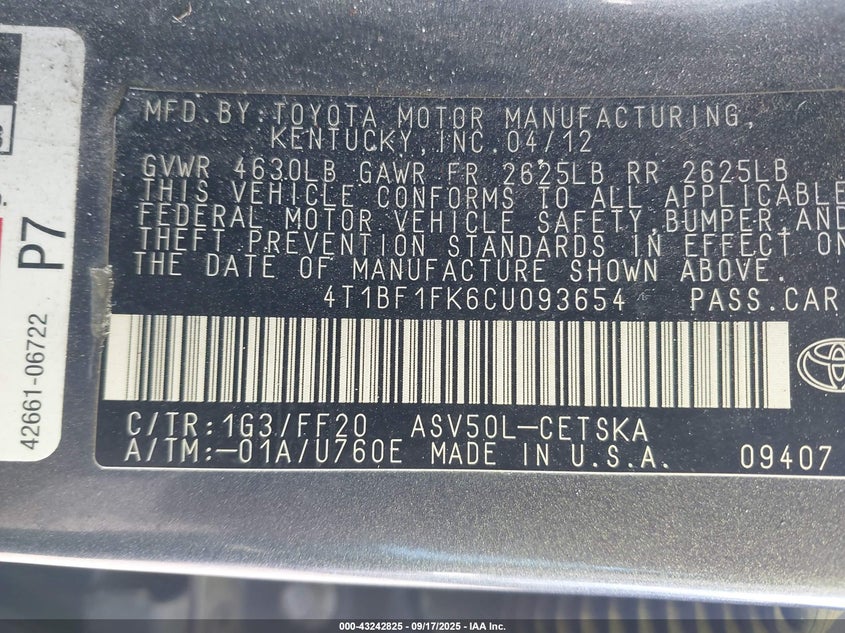 MFD. BY: TOYOTA MOTOR MANUFACTURING,
KENTUCKY, INC. 04/12
GVWR 4630LB GAWR FR 2625LB RR 2625LB
THIS VEHICLE CONFORMS TO ALL APPLICABLE
FEDERAL MOTOR VEHICLE SAFETY, BUMPER, AND
THEFT PREVENTION STANDARDS IN EFFECT ON
THE DATE OF MANUFACTURE SHOWN ABOVE.
4T1BF1FK6CU093654 PASS. CAR
C/TR:1G3/FF20 ASV50L-CETSKA
A/TM:-01A/U760E MADE IN U.S.A. 09407
42661-06722 P7
000-43242825 - 09/17/2025 - IAA Inc.